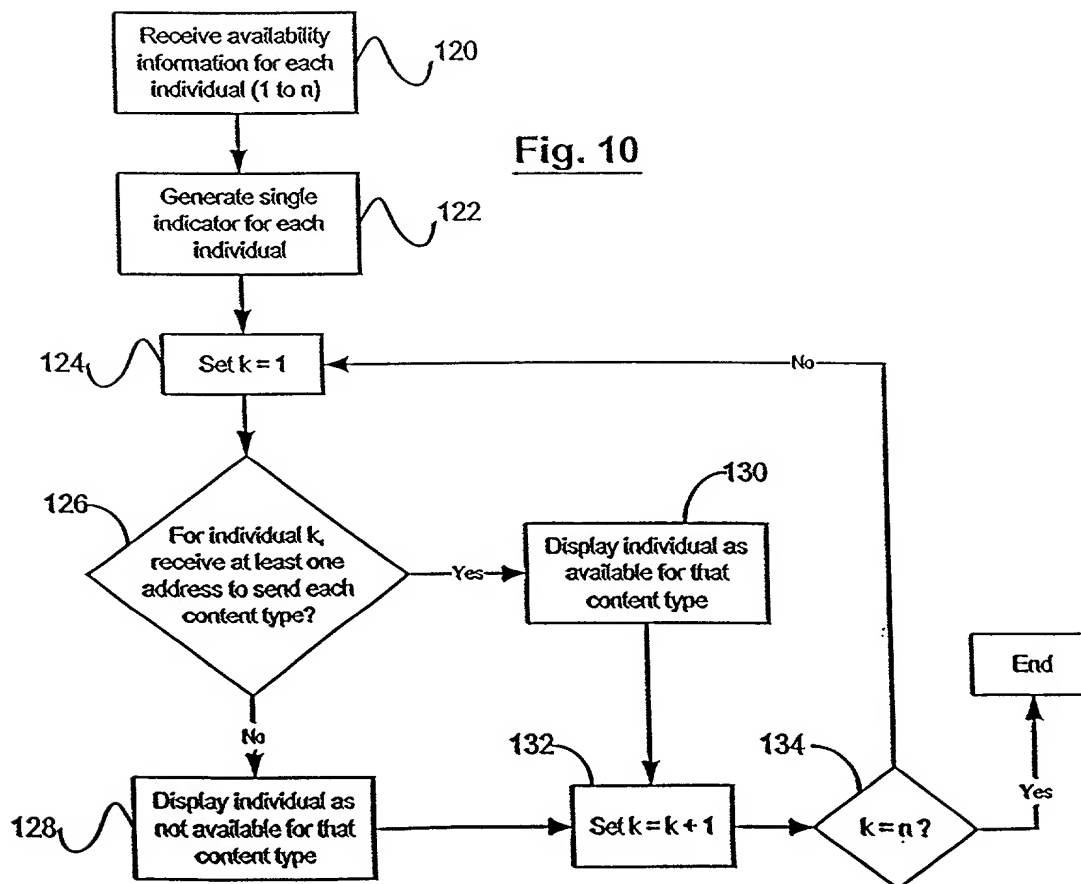 Receive availability
information for each
individual (1 to n)
120
Fig. 10
Generate single
indicator for each
individual
122
124
Set k = 1
No
126
For individual k,
receive at least one
address to send each
content type?
Yes
130
Display individual as
available for that
content type
End
No
132
134
Yes
128
Display individual as
not available for that
content type
Set k = k + 1
k = n?